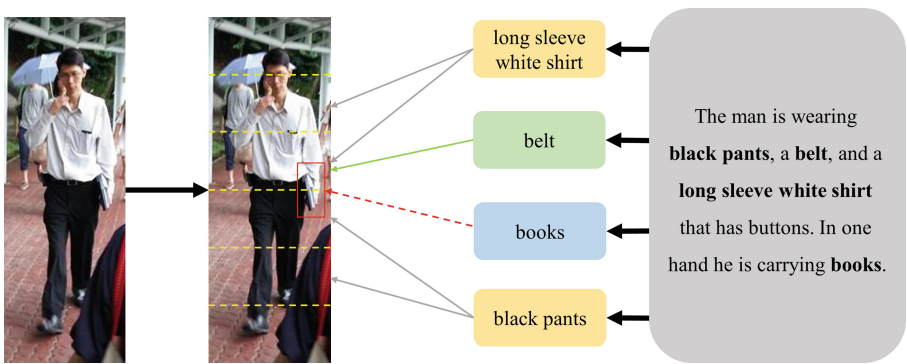 long sleeve
white shirt
belt
books
black pants
The man is wearing
black pants, a belt, and a
long sleeve white shirt
that has buttons. In one
hand he is carrying books.